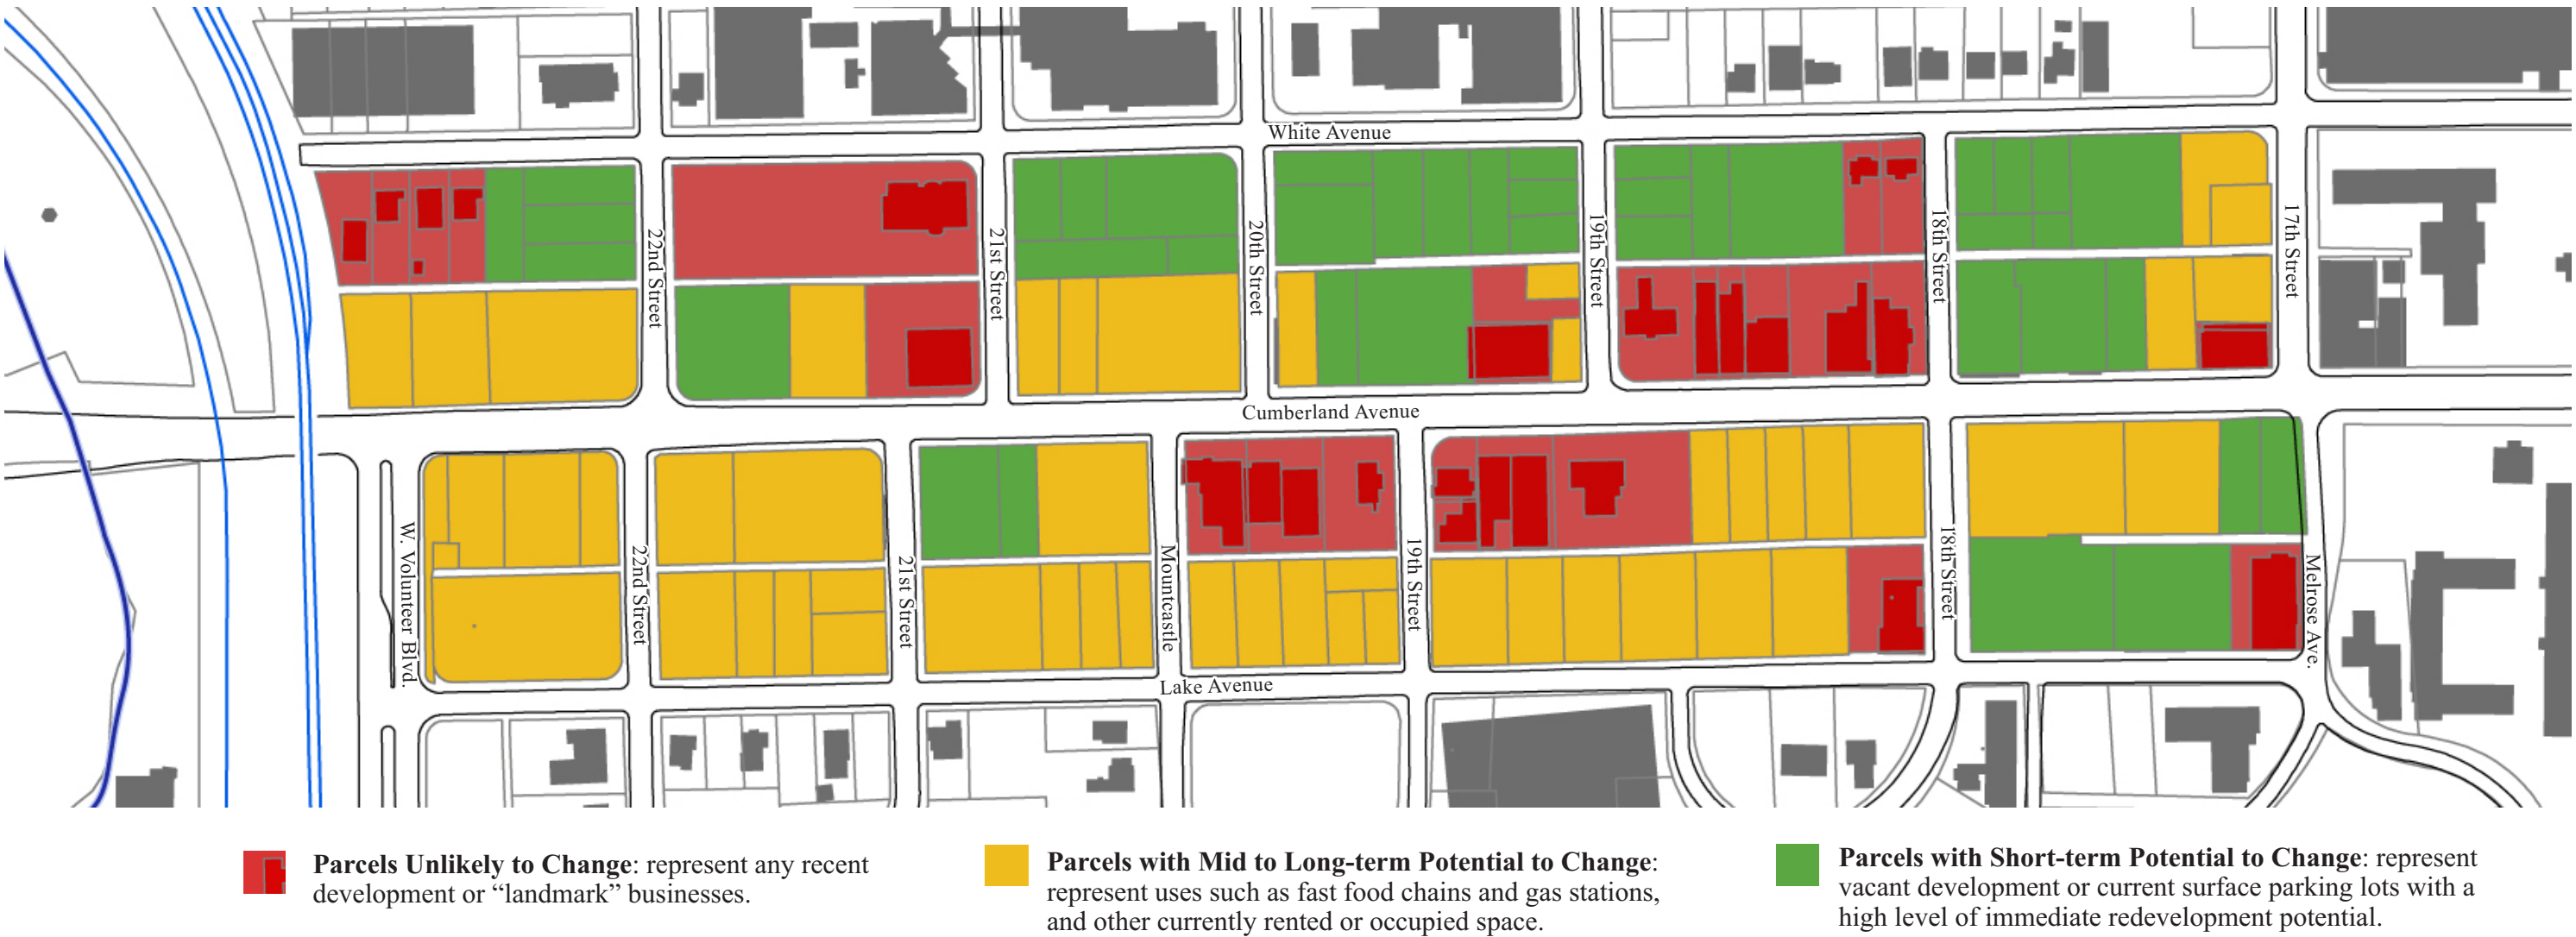 White Avenue
22nd Street
21st Street
20th Street
19th Street
18th Street
17th Street
Cumberland Avenue
W. Volunteer Blvd.
22nd Street
21st Street
Mountcastle
19th Street
18th Street
Melrose Ave.
Lake Avenue
Parcels Unlikely to Change: represent any recent
development or “landmark” businesses.
Parcels with Mid to Long-term Potential to Change:
represent uses such as fast food chains and gas stations,
and other currently rented or occupied space.
Parcels with Short-term Potential to Change: represent
vacant development or current surface parking lots with a
high level of immediate redevelopment potential.